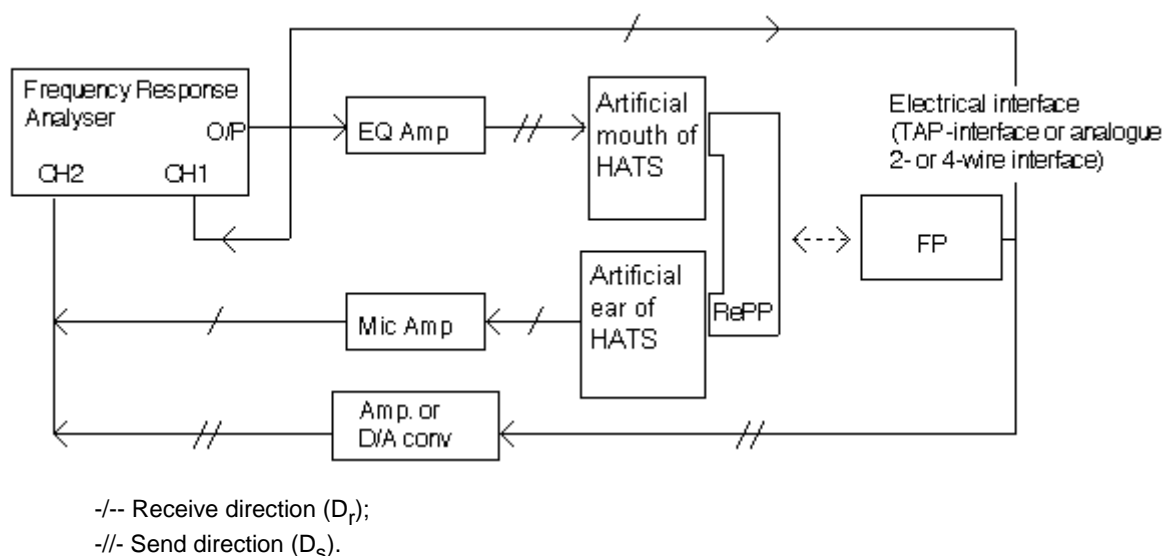 Frequency Response
Analyser
O/P
CH2
CH1
EQ Amp
Artificial
mouth of
HATS
Electrical interface
(TAP-interface or analogue
2- or 4-wire interface)
FP
Mic Amp
Artificial
ear of
HATS
RePP
Amp. or
D/A conv
-/-- Receive direction (Dr);
-//- Send direction (Ds).